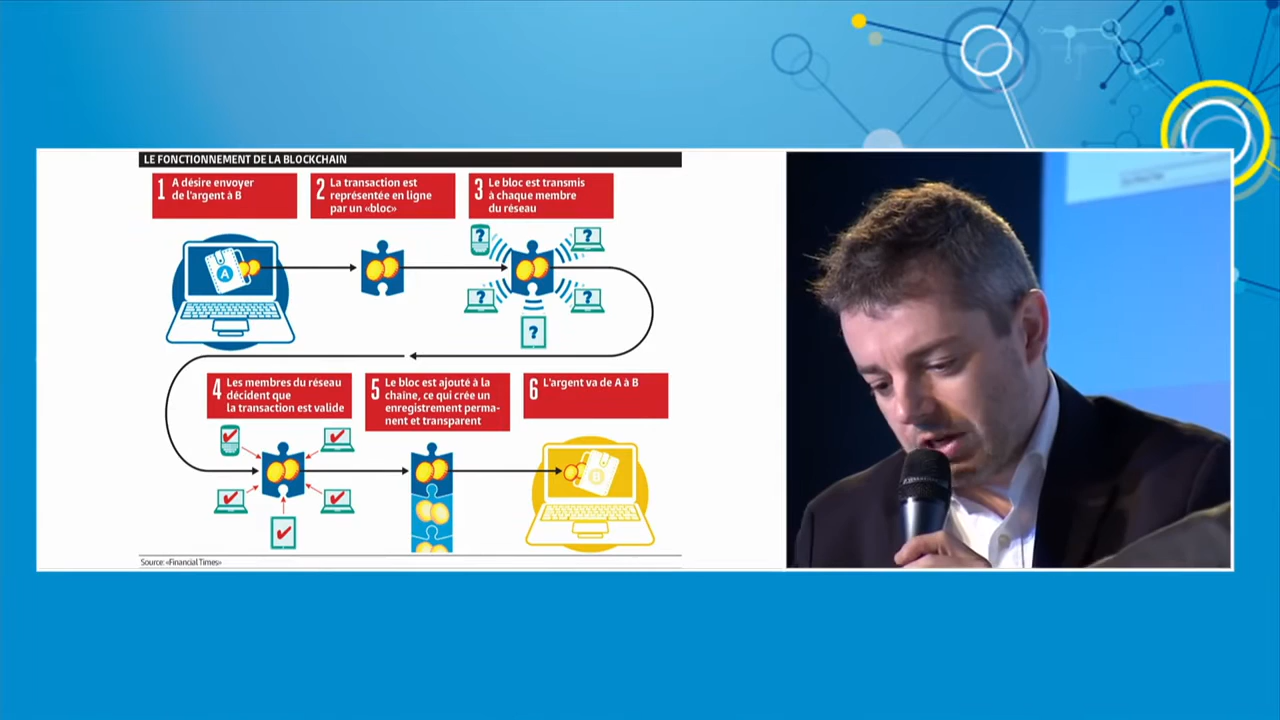 LE FONCTIONNEMENT DE LA BLOCKCHAIN
1
A désire envoyer
de l'argent à B
2
La transaction est
représentée en ligne
par un «bloc»
3
Le bloc est transmis
à chaque membre
du réseau
A
?
?
?
?
?
4
Les membres du réseau
décident que
la transaction est valide
5
Le bloc est ajouté à la
chaîne, ce qui crée un
enregistrement perma-
nent et transparent
6
L'argent va de A à B
B
Source: «Financial Times»